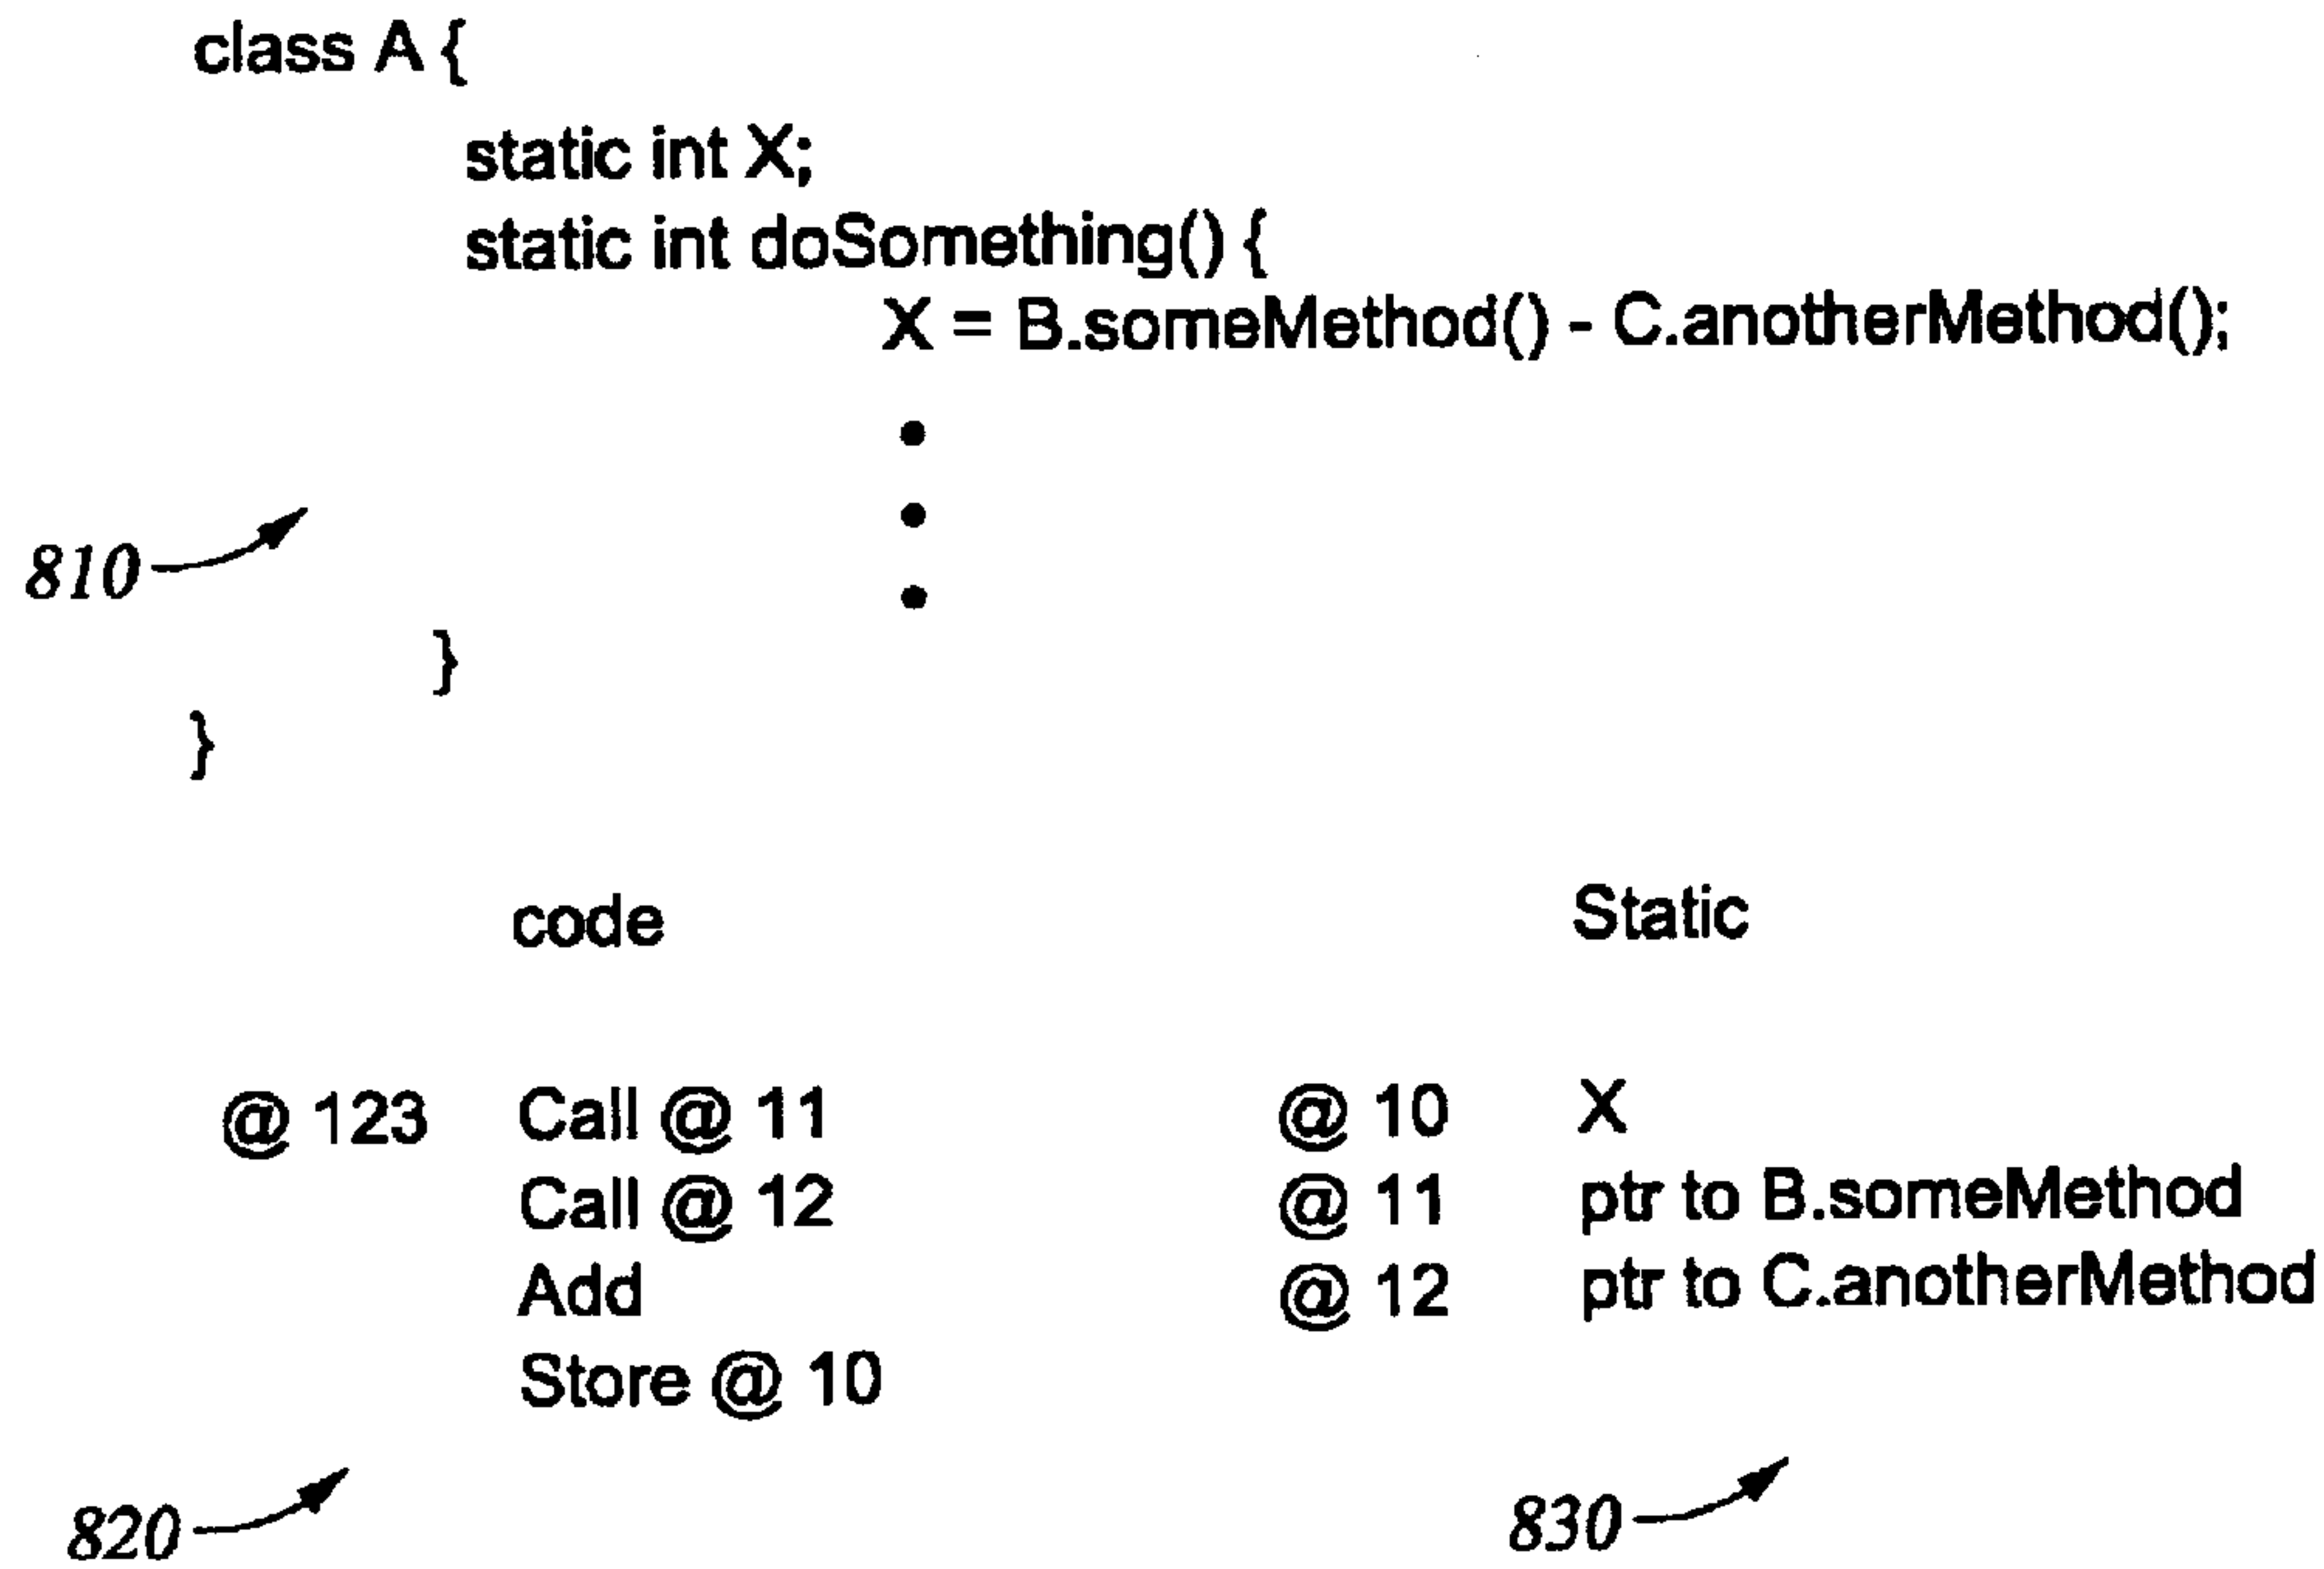 class A {
static int X;
static int doSomething() {
X = B.someMethod() - C.anotherMethod();
810
}
}
code Static
@ 123 Call @ 11 @ 10 X
Call @ 12 @ 11 ptr to B.someMethod
Add @ 12 ptr to C.anotherMethod
Store @ 10
820 830